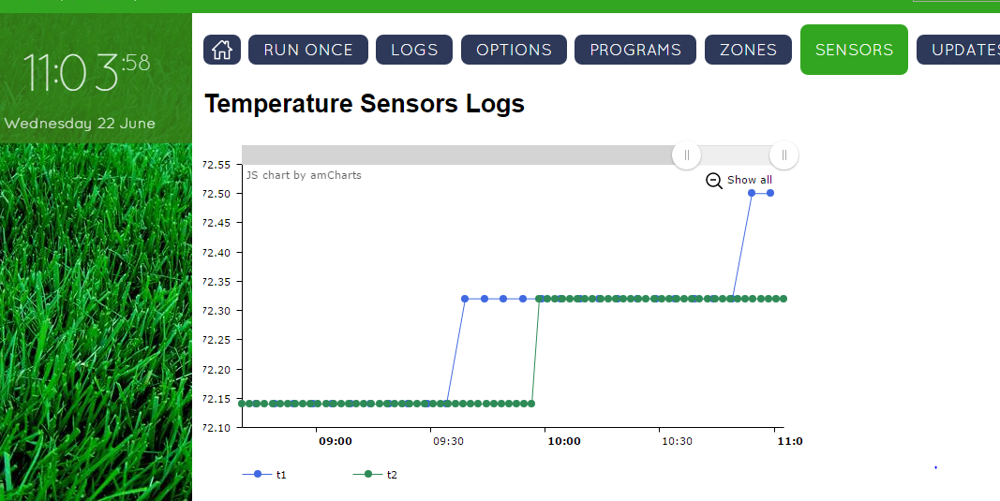 11:03:58
Wednesday 22 June
RUN ONCE
LOGS
OPTIONS
PROGRAMS
ZONES
SENSORS
UPDATES
Temperature Sensors Logs
JS chart by amCharts
Show all
72.55
72.50
72.45
72.40
72.35
72.30
72.25
72.20
72.15
72.10
09:00
09:30
10:00
10:30
11:0
t1
t2